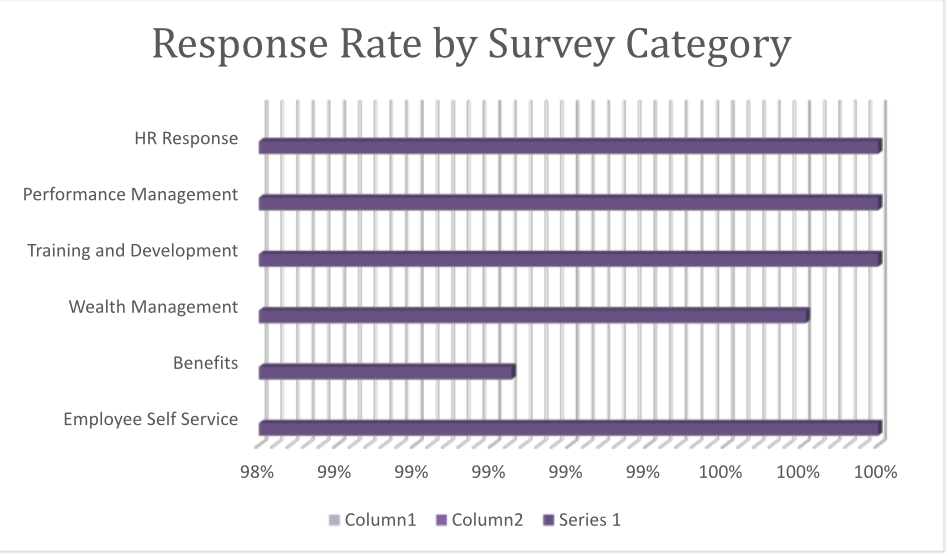 Response Rate by Survey Category
HR Response
Performance Management
Training and Development
Wealth Management
Benefits
Employee Self Service
98% 99% 99% 99% 99% 99% 100% 100% 100%
Column1 Column2 Series 1